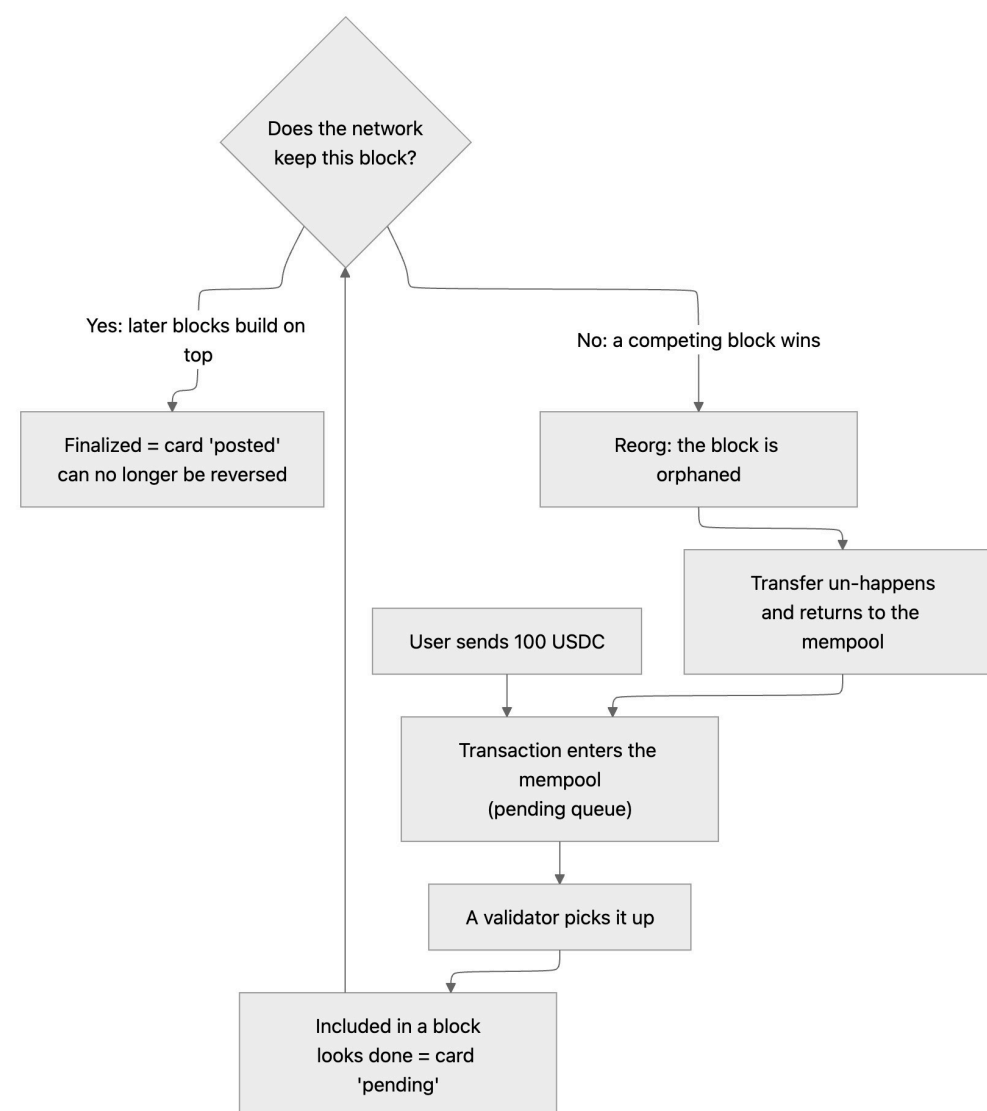 Does the network
keep this block?
Yes: later blocks build on
top
No: a competing block wins
Finalized = card 'posted'
can no longer be reversed
Reorg: the block is
orphaned
Transfer un-happens
and returns to the
mempool
User sends 100 USDC
Transaction enters the
mempool
(pending queue)
A validator picks it up
Included in a block
looks done = card
'pending'